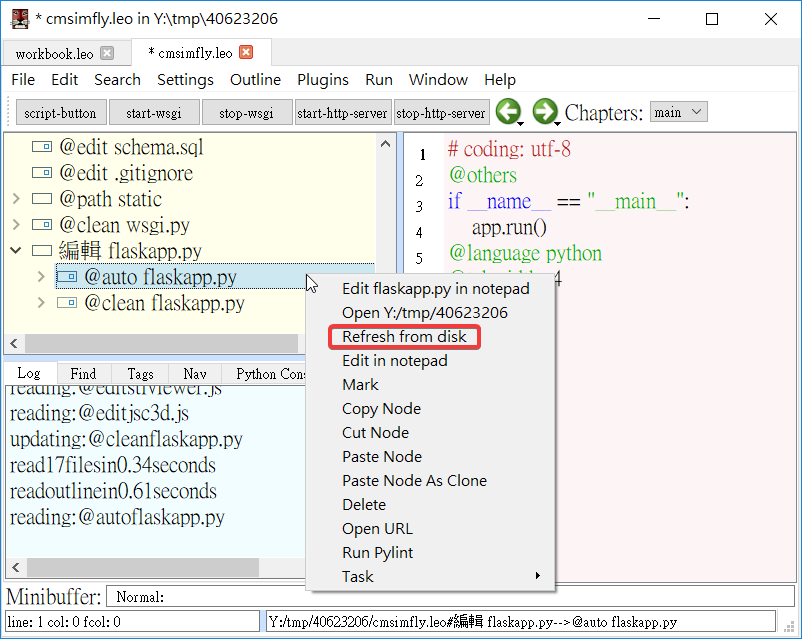 * cmsimfly.leo in Y:\tmp\40623206
workbook.leo
* cmsimfly.leo
File Edit Search Settings Outline Plugins Run Window Help
script-button start-wsgi stop-wsgi start-http-server stop-http-server Chapters: main
@edit schema.sql
@edit .gitignore
@path static
@clean wsgi.py
編輯 flaskapp.py
@auto flaskapp.py
@clean flaskapp.py
1 # coding: utf-8
2 @others
3 if __name__ == "__main__":
4 app.run()
5 @language python
4
Edit flaskapp.py in notepad
Open Y:/tmp/40623206
Refresh from disk
Edit in notepad
Mark
Copy Node
Cut Node
Paste Node
Paste Node As Clone
Delete
Open URL
Run Pylint
Task
Log Find Tags Nav Python Cons
reading:@editstlviewer.js
reading:@editjsc3d.js
updating:@cleanflaskapp.py
read17filesin0.34seconds
readoutlinein0.61seconds
reading:@autoflaskapp.py
Minibuffer: Normal:
line: 1 col: 0 fcol: 0
Y:/tmp/40623206/cmsimfly.leo#編輯 flaskapp.py-->@auto flaskapp.py